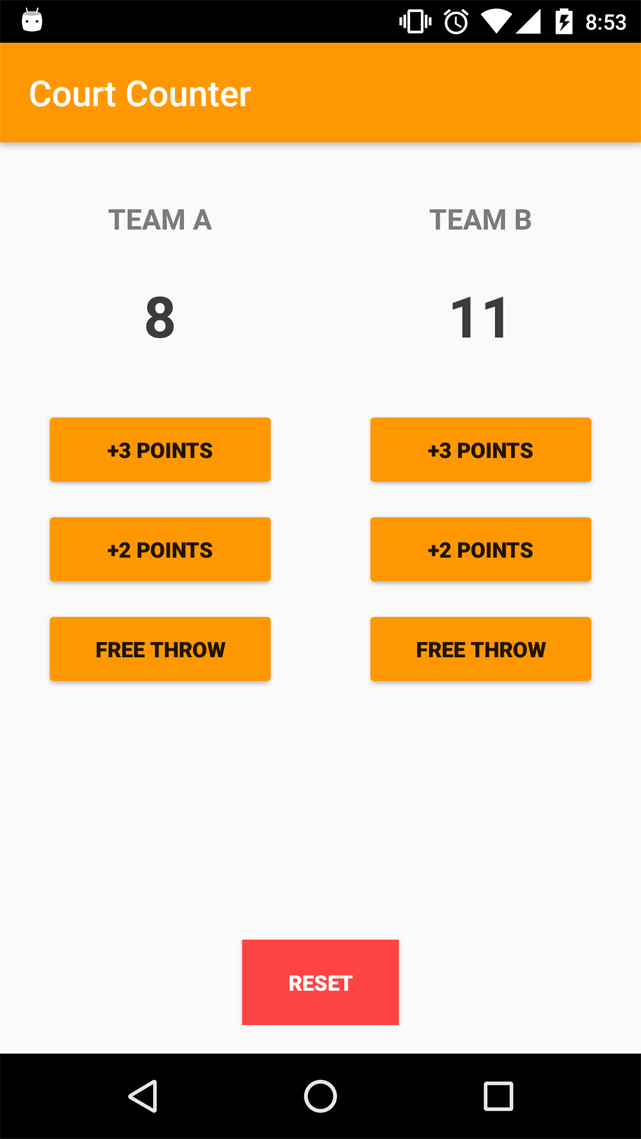 8:53
Court Counter
TEAM A
TEAM B
8
11
+3 POINTS
+3 POINTS
+2 POINTS
+2 POINTS
FREE THROW
FREE THROW
RESET